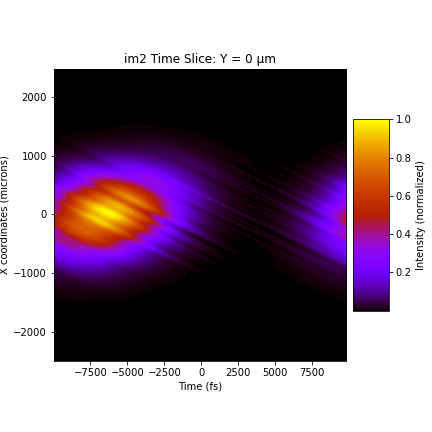 im2 Time Slice: Y = 0 μm
2000
1000
0
−1000
−2000
X coordinates (microns)
−7500 −5000 −2500 0 2500 5000 7500
Time (fs)
1.0
0.8
0.6
0.4
0.2
Intensity (normalized)